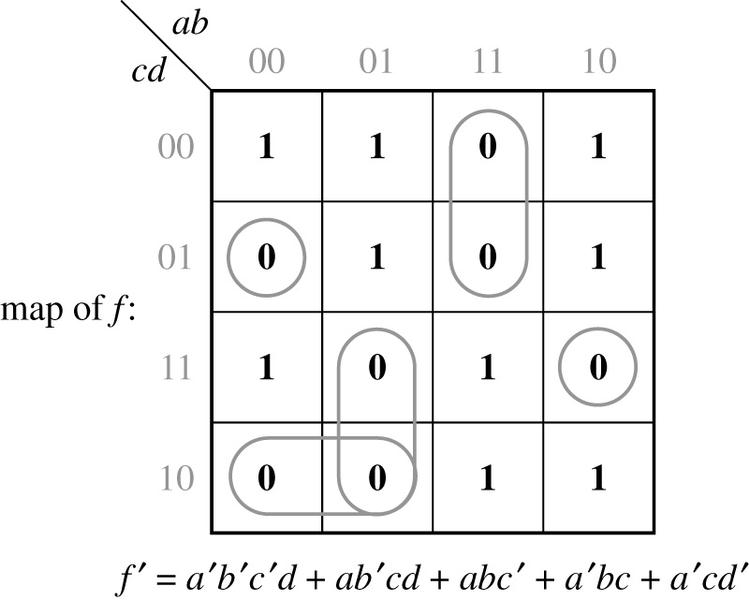 ab
cd 00 01 11 10
00 1 1 0 1
01 0 1 0 1
map of f:
11 1 0 1 0
10 0 0 1 1
f′ = a′b′c′d + ab′cd + abc′ + a′bc + a′cd′